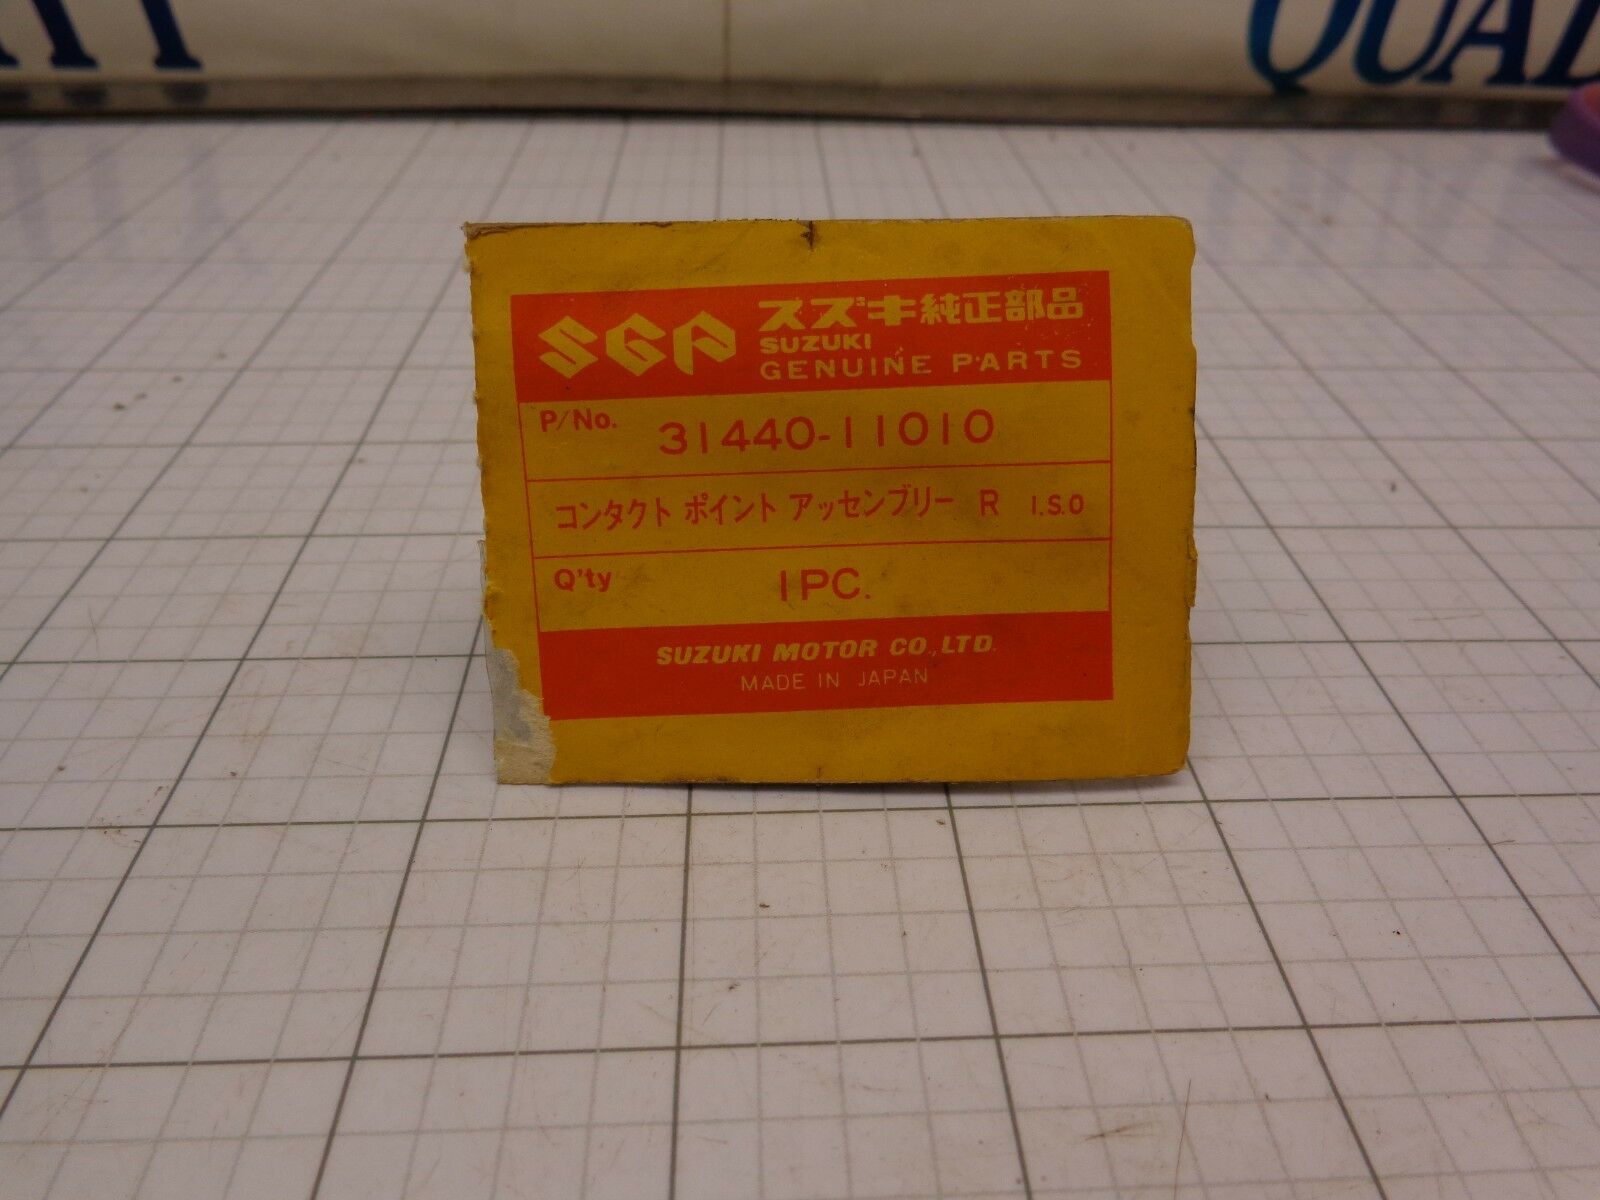 QUAL
SGP スズキ純正部品
SUZUKI
GENUINE PARTS
P/No. 31440-11010
コンタクト ポイント アッセンブリー R I.S.O
Q'ty 1PC.
SUZUKI MOTOR CO., LTD.
MADE IN JAPAN